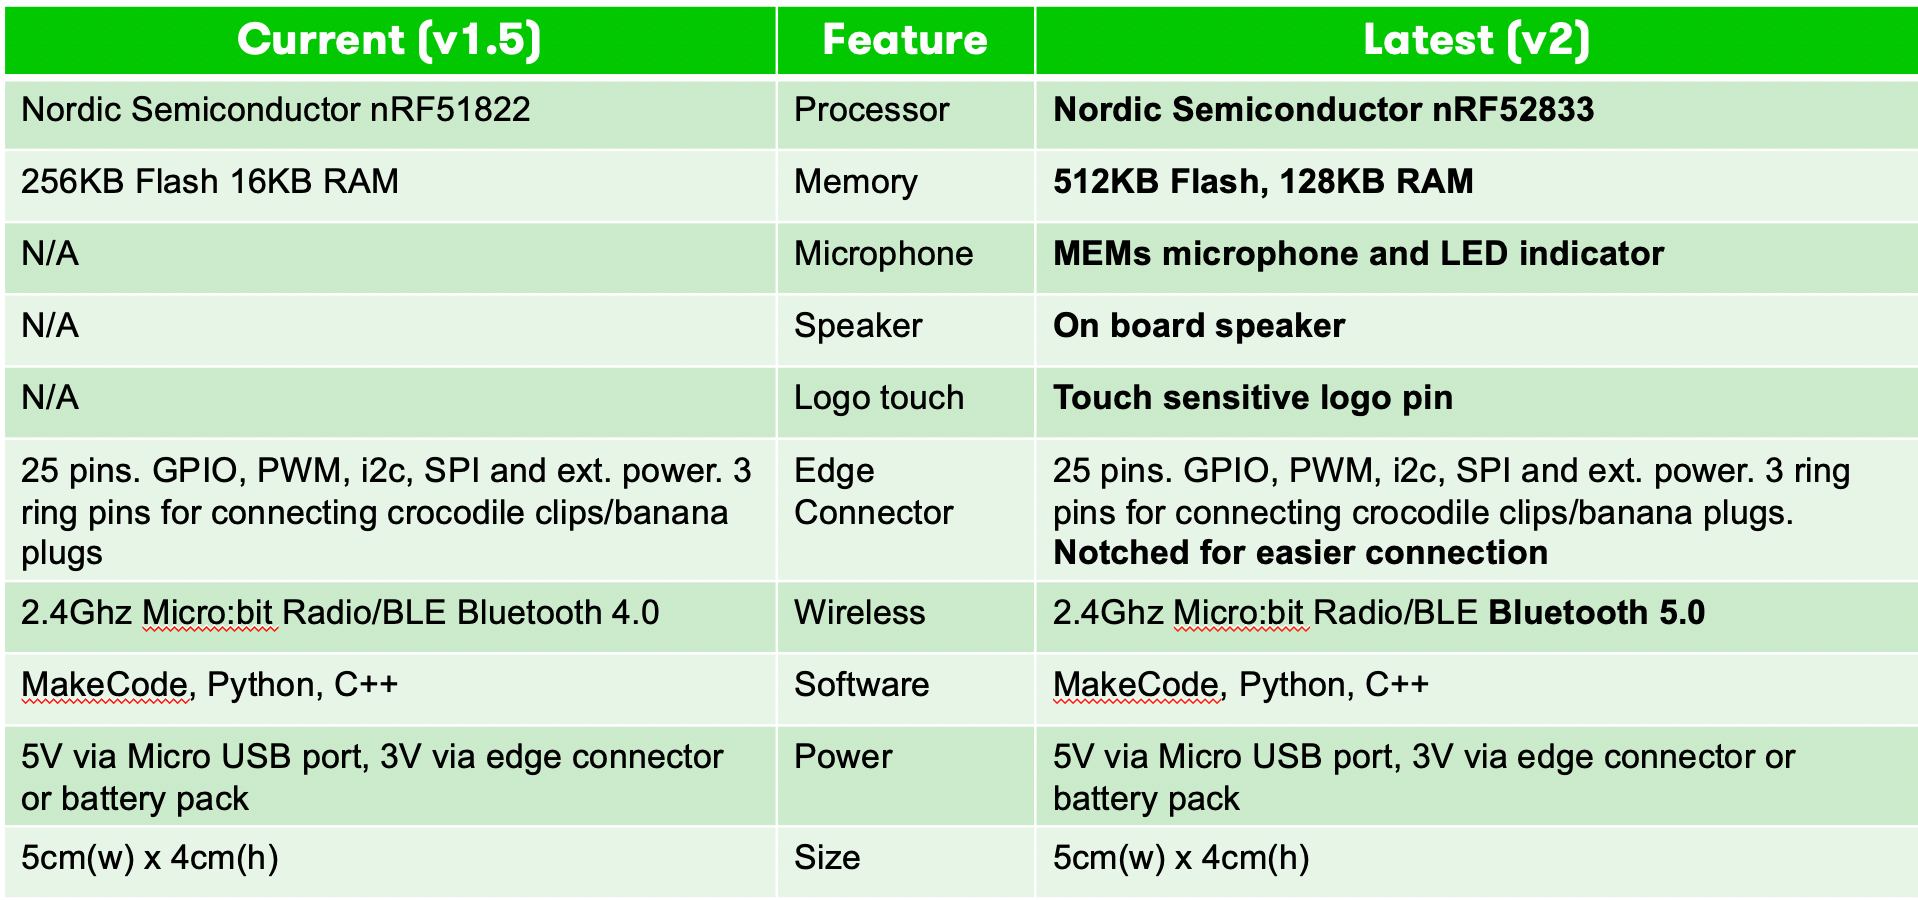 Current (v1.5) Feature Latest (v2)
Nordic Semiconductor nRF51822 Processor Nordic Semiconductor nRF52833
256KB Flash 16KB RAM Memory 512KB Flash, 128KB RAM
N/A Microphone MEMs microphone and LED indicator
N/A Speaker On board speaker
N/A Logo touch Touch sensitive logo pin
25 pins. GPIO, PWM, i2c, SPI and ext. power. 3
ring pins for connecting crocodile clips/banana
plugs
Edge
Connector
25 pins. GPIO, PWM, i2c, SPI and ext. power. 3 ring
pins for connecting crocodile clips/banana plugs.
Notched for easier connection
2.4Ghz Micro:bit Radio/BLE Bluetooth 4.0 Wireless 2.4Ghz Micro:bit Radio/BLE Bluetooth 5.0
MakeCode, Python, C++ Software MakeCode, Python, C++
5V via Micro USB port, 3V via edge connector
or battery pack
Power
5V via Micro USB port, 3V via edge connector or
battery pack
5cm(w) x 4cm(h) Size 5cm(w) x 4cm(h)